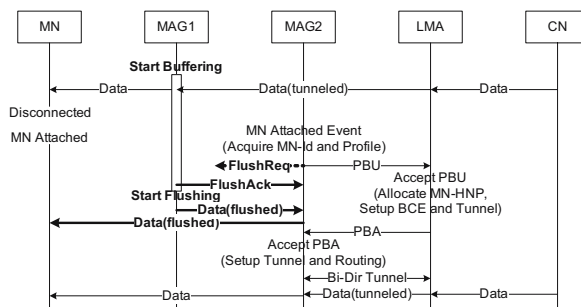 MN MAG1 MAG2 LMA CN
Start Buffering
Data Data(tunneled) Data
Disconnected
MN Attached
MN Attached Event
(Acquire MN-Id and Profile)
FlushReq PBU
Accept PBU
(Allocate MN-HNP,
Setup BCE and Tunnel)
FlushAck
Start Flushing
Data(flushed)
Data(flushed)
PBA
Accept PBA
(Setup Tunnel and Routing)
Bi-Dir Tunnel
Data Data(tunneled) Data